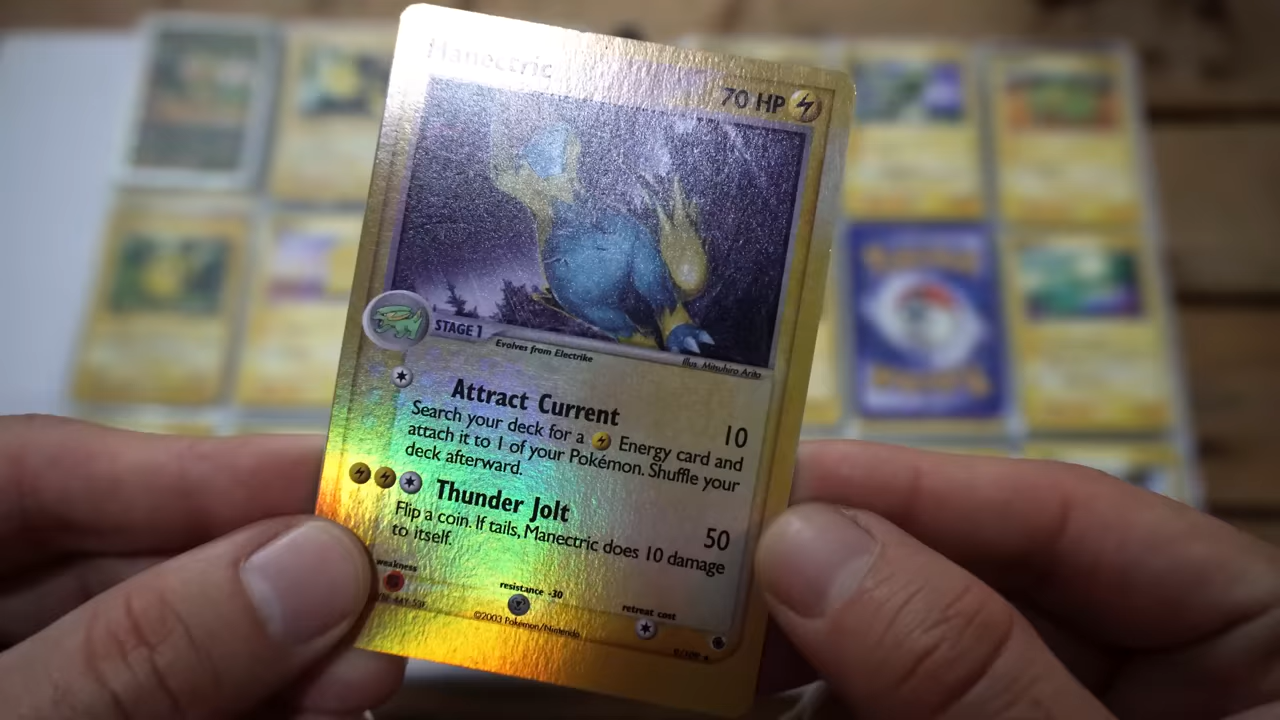 Manectric
70 HP
STAGE 1
Evolves from Electrike
Illus. Mitsuhiro Arita
Attract Current
10
Search your deck for a Energy card and
attach it to 1 of your Pokémon. Shuffle your
deck afterward.
Thunder Jolt
50
Flip a coin. If tails, Manectric does 10 damage
to itself.
weakness
resistance -30
retreat cost
©2003 Pokémon/Nintendo